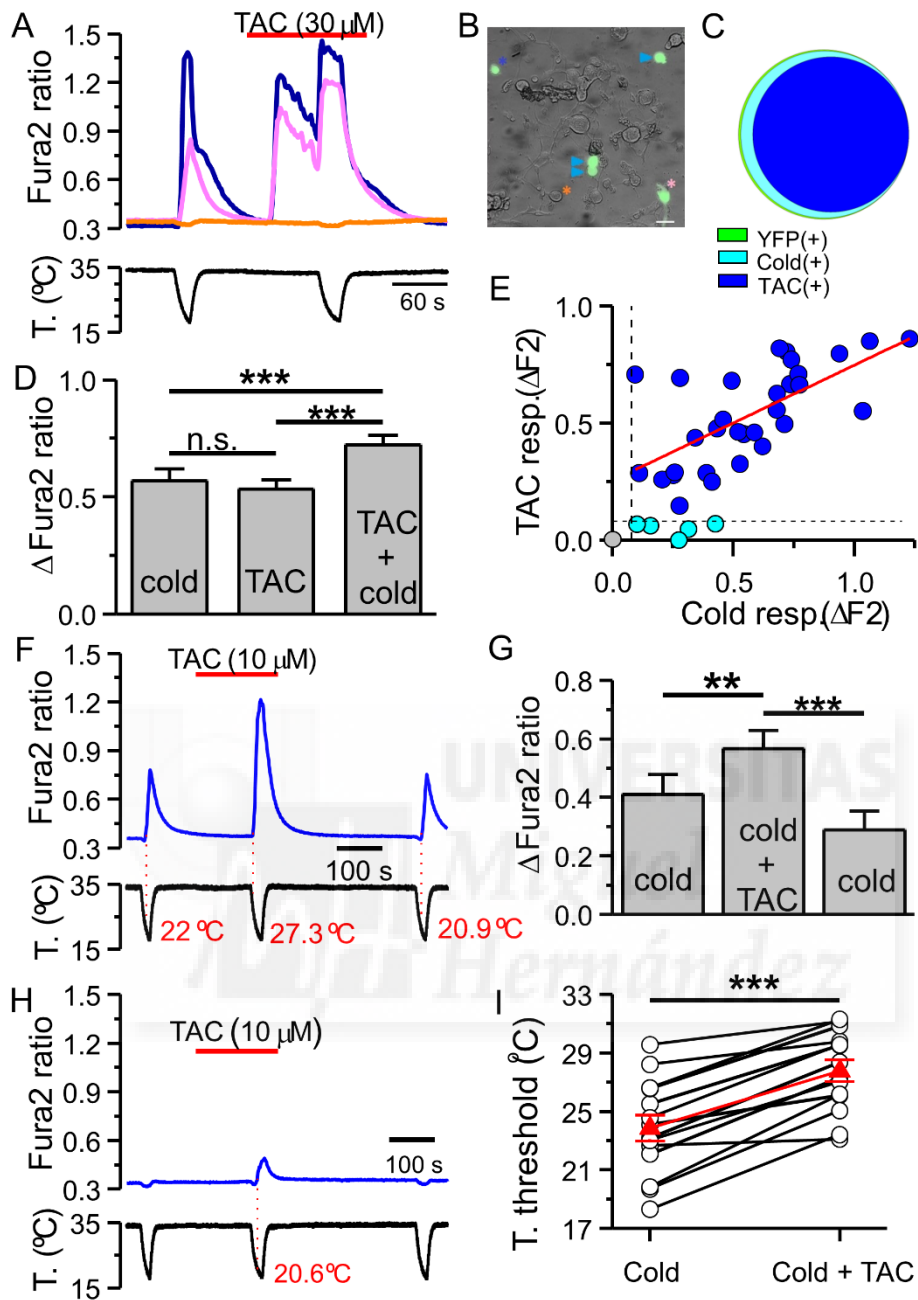 A
TAC (30 µM)
1.5
1.2
0.9
0.6
0.3
Fura2 ratio
35
15
T. (ºC)
60 s
B
*
*
*
C
YFP(+)
Cold(+)
TAC(+)
D
1.0
0.5
0.0
Δ Fura2 ratio
***
***
n.s.
cold
TAC
TAC
+
cold
E
1.0
0.5
0.0
TAC resp.(ΔF2)
0.0 0.5 1.0
Cold resp.(ΔF2)
F
TAC (10 µM)
1.5
1.2
0.9
0.6
0.3
Fura2 ratio
100 s
35
15
T. (ºC)
22 ºC
27.3 ºC
20.9 ºC
G
0.8
0.6
0.4
0.2
0.0
Δ Fura2 ratio
**
***
cold
cold
+
TAC
cold
UNIVERSITAS
Miguel
Hernández
H
TAC (10 µM)
1.5
1.2
0.9
0.6
0.3
Fura2 ratio
100 s
35
15
T. (ºC)
20.6 ºC
I
***
33
29
25
21
17
T. threshold (ºC)
Cold
Cold + TAC